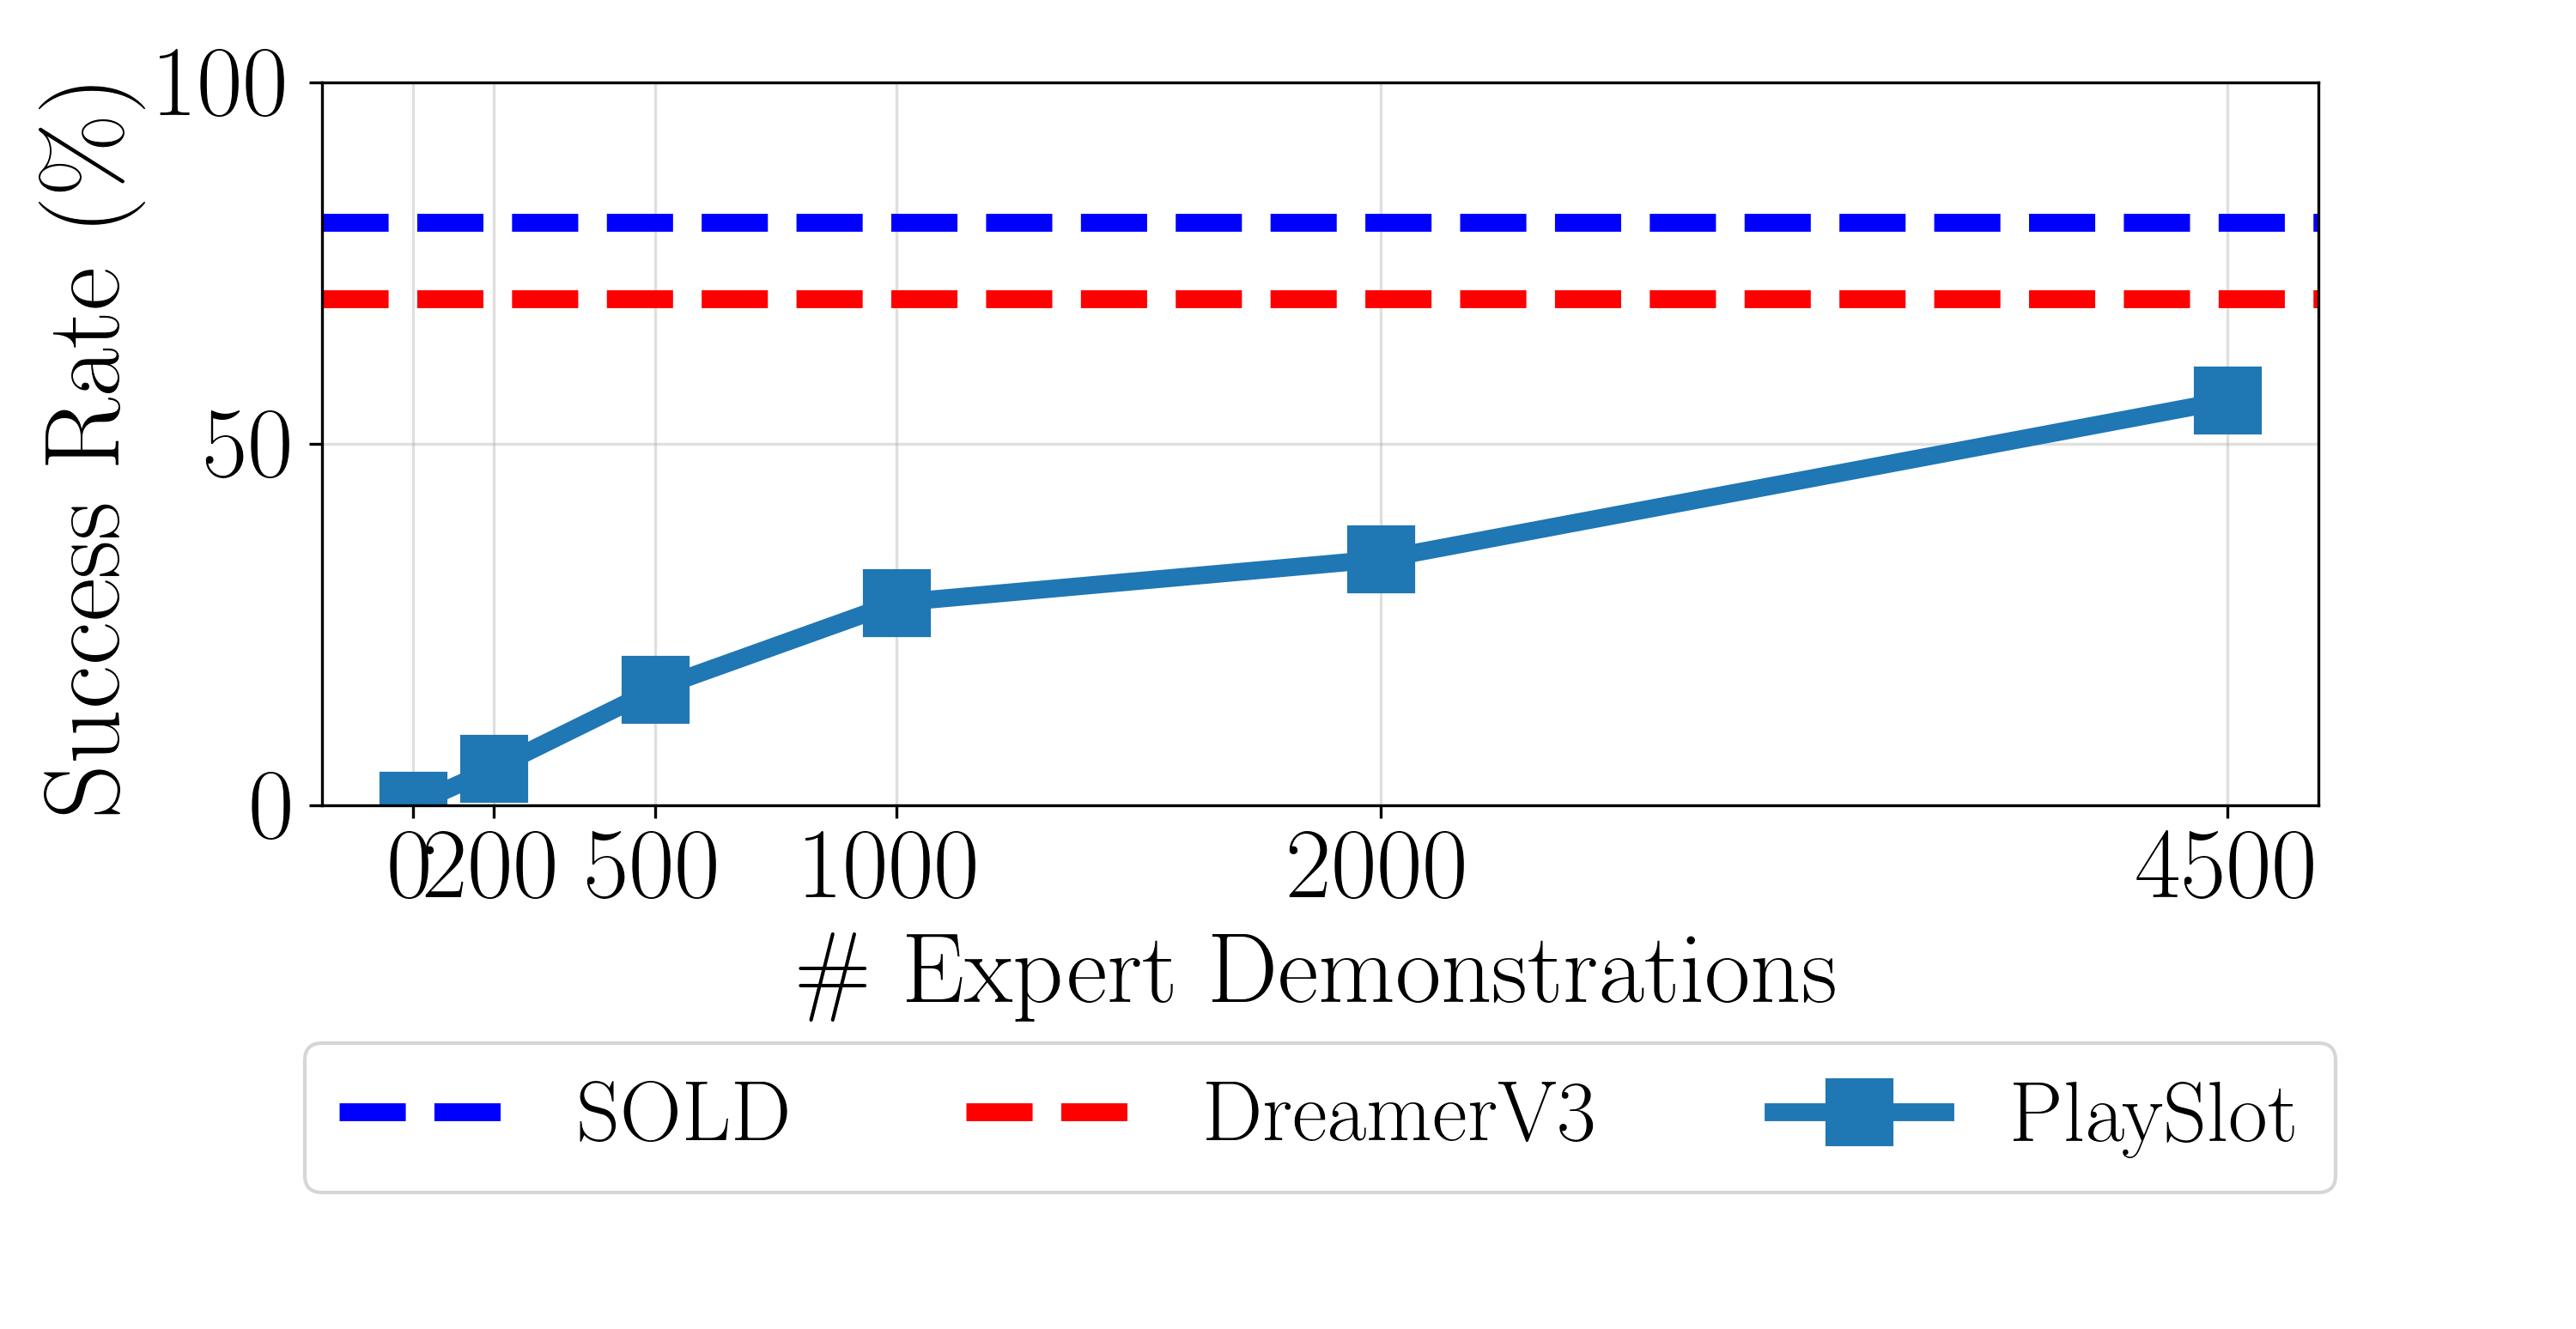 Success Rate (%)
100
50
0
0 200 500 1000 2000 4500
# Expert Demonstrations
SOLD DreamerV3 PlaySlot